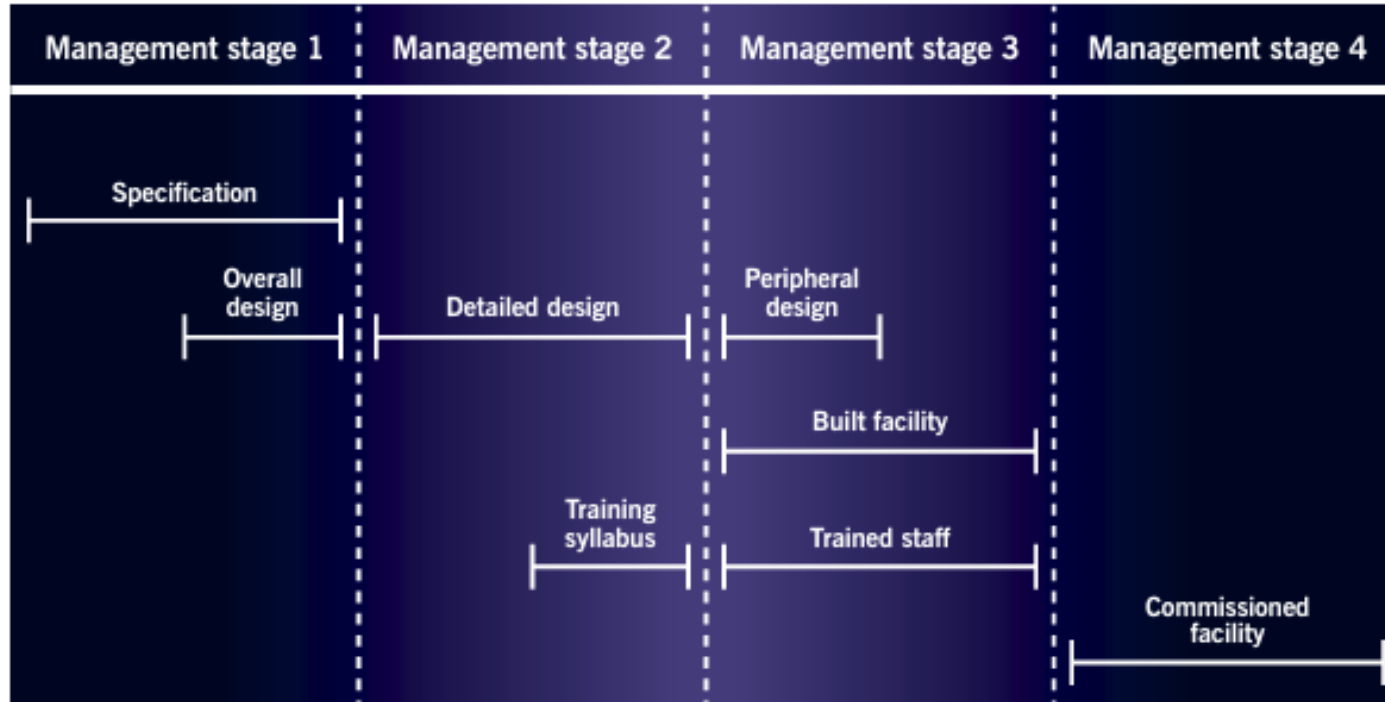 Management stage 1
Management stage 2
Management stage 3
Management stage 4
Specification
Overall
design
Detailed design
Peripheral
design
Built facility
Training
syllabus
Trained staff
Commissioned
facility